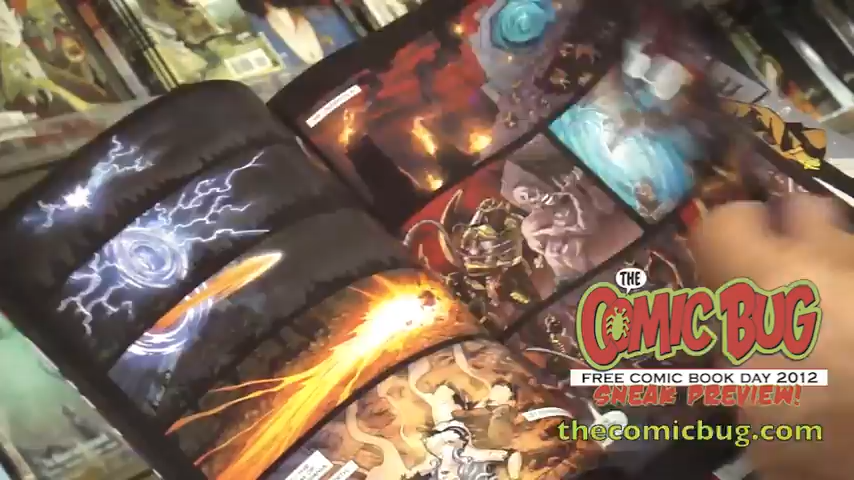 THE
COMIC BUG
FREE COMIC BOOK DAY 2012
SNEAK PREVIEW!
thecomicbug.com